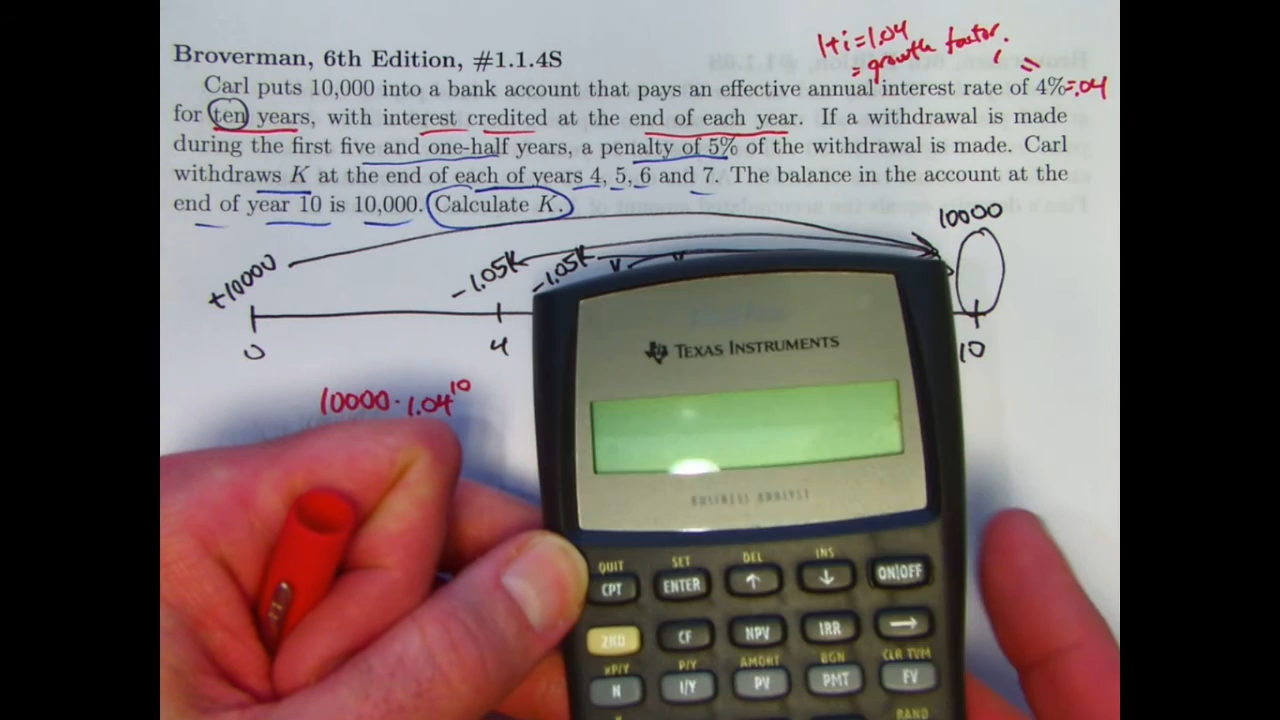 1+i=1.04
= growth factor.
Broverman, 6th Edition, #1.1.4S
Carl puts 10,000 into a bank account that pays an effective annual interest rate of 4% =.04
for ten years, with interest credited at the end of each year. If a withdrawal is made
during the first five and one-half years, a penalty of 5% of the withdrawal is made. Carl
withdraws K at the end of each of years 4, 5, 6 and 7. The balance in the account at the
end of year 10 is 10,000. Calculate K.
+10000 -1.05K -1.05K 10000
0 4 10
10000 · 1.04^10
TEXAS INSTRUMENTS
BUSINESS ANALYST
QUIT SET DEL INS
CPT ENTER ↑ ↓ ON/OFF
2ND CF NPV IRR →
xP/Y P/Y AMORT BGN CLR TVM
N I/Y PV PMT FV
RAND